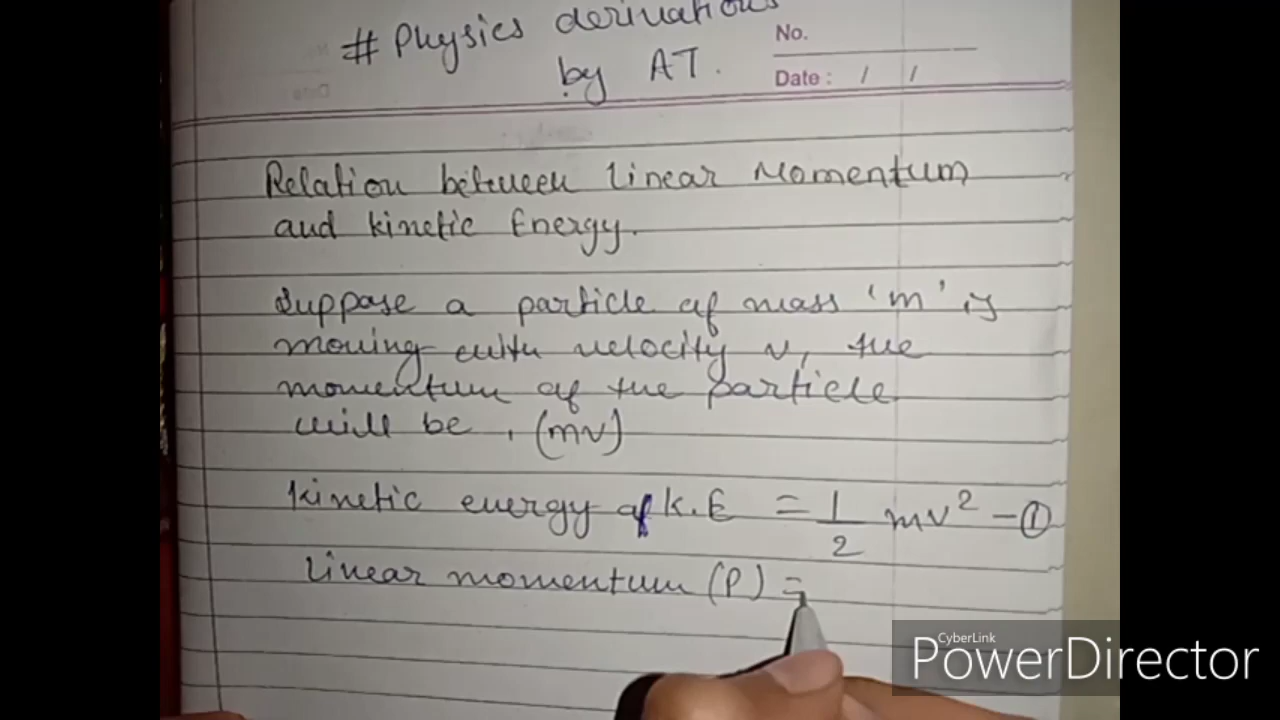 # Physics derivations
by AT.
No.
Date : / /
Relation between linear Momentum
and kinetic Energy.
Suppose a particle of mass 'm' is
moving with velocity v, the
momentum of the particle
will be , (mv)
kinetic energy of K.E = 1/2 mv² - ①
linear momentum (P) =
CyberLink
PowerDirector